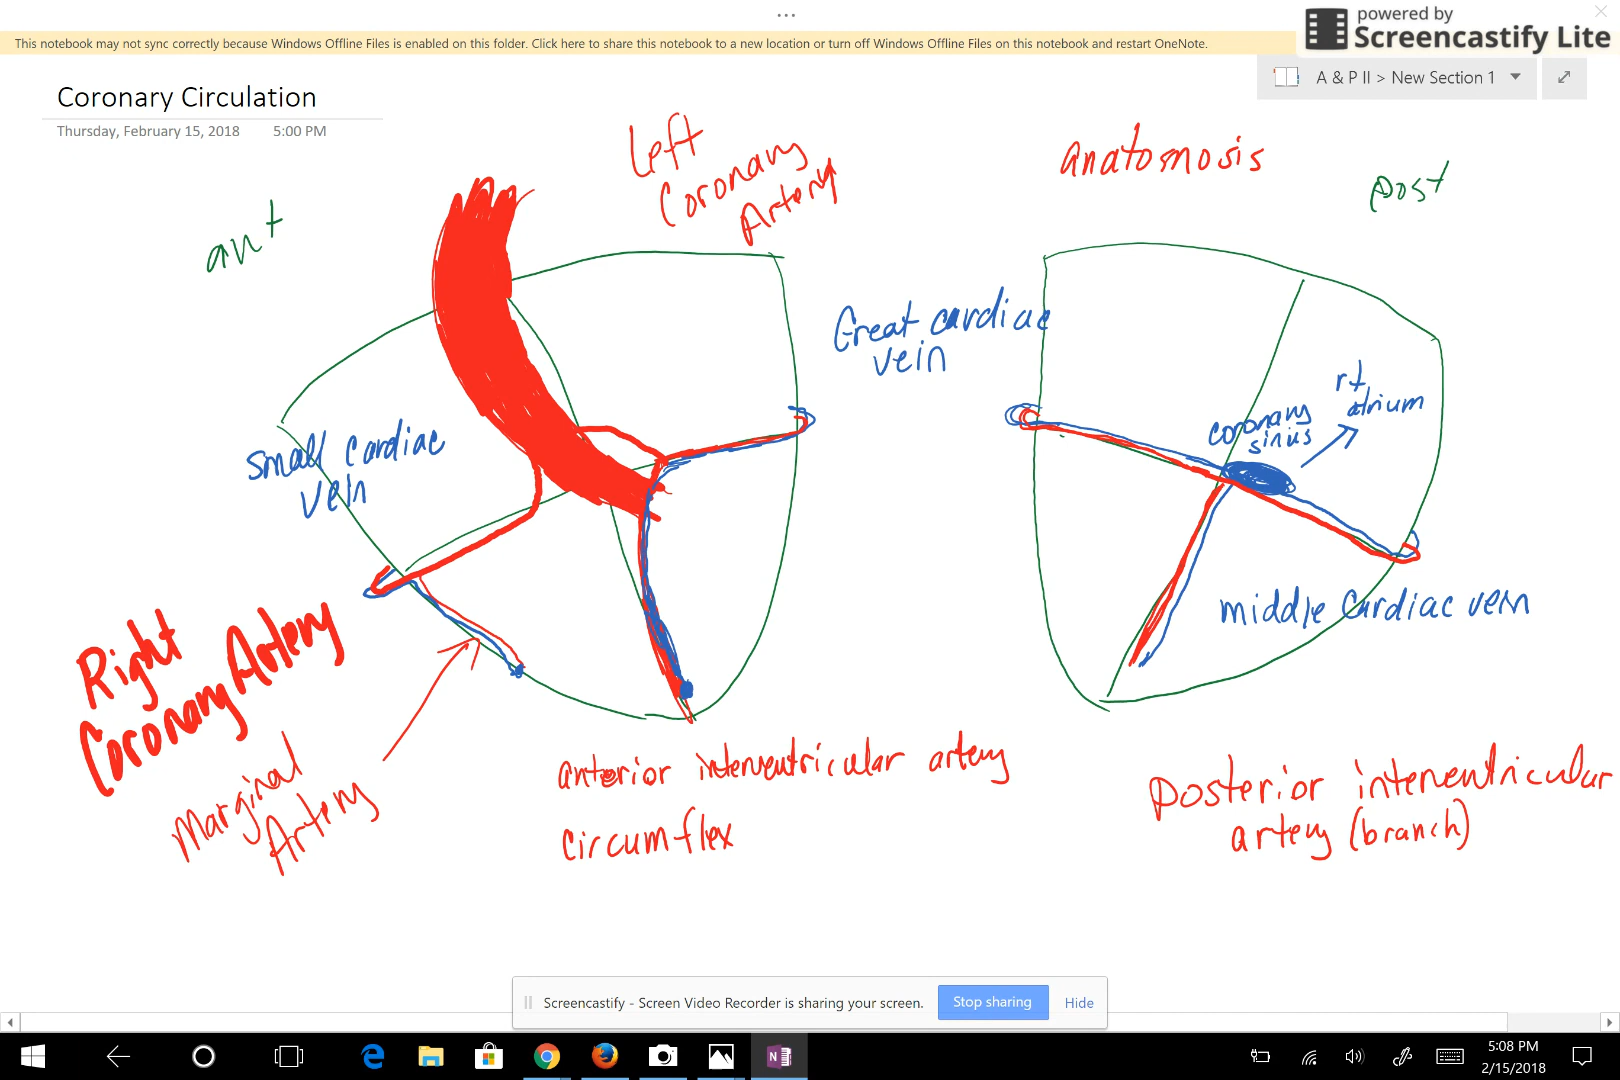 ...
powered by
Screencastify Lite
This notebook may not sync correctly because Windows Offline Files is enabled on this folder. Click here to share this notebook to a new location or turn off Windows Offline Files on this notebook and restart OneNote.
A & P II > New Section 1
Coronary Circulation
Thursday, February 15, 2018 5:00 PM
ant
Left
Coronary
Artery
anatomosis
post
Great cardiac
vein
small cardiac
vein
rt
atrium
coronary
sinus
middle cardiac vein
Right
Coronary Artery
Marginal
Artery
anterior interventricular artery
circumflex
Posterior interventricular
artery (branch)
Screencastify - Screen Video Recorder is sharing your screen.
Stop sharing
Hide
N
5:08 PM
2/15/2018